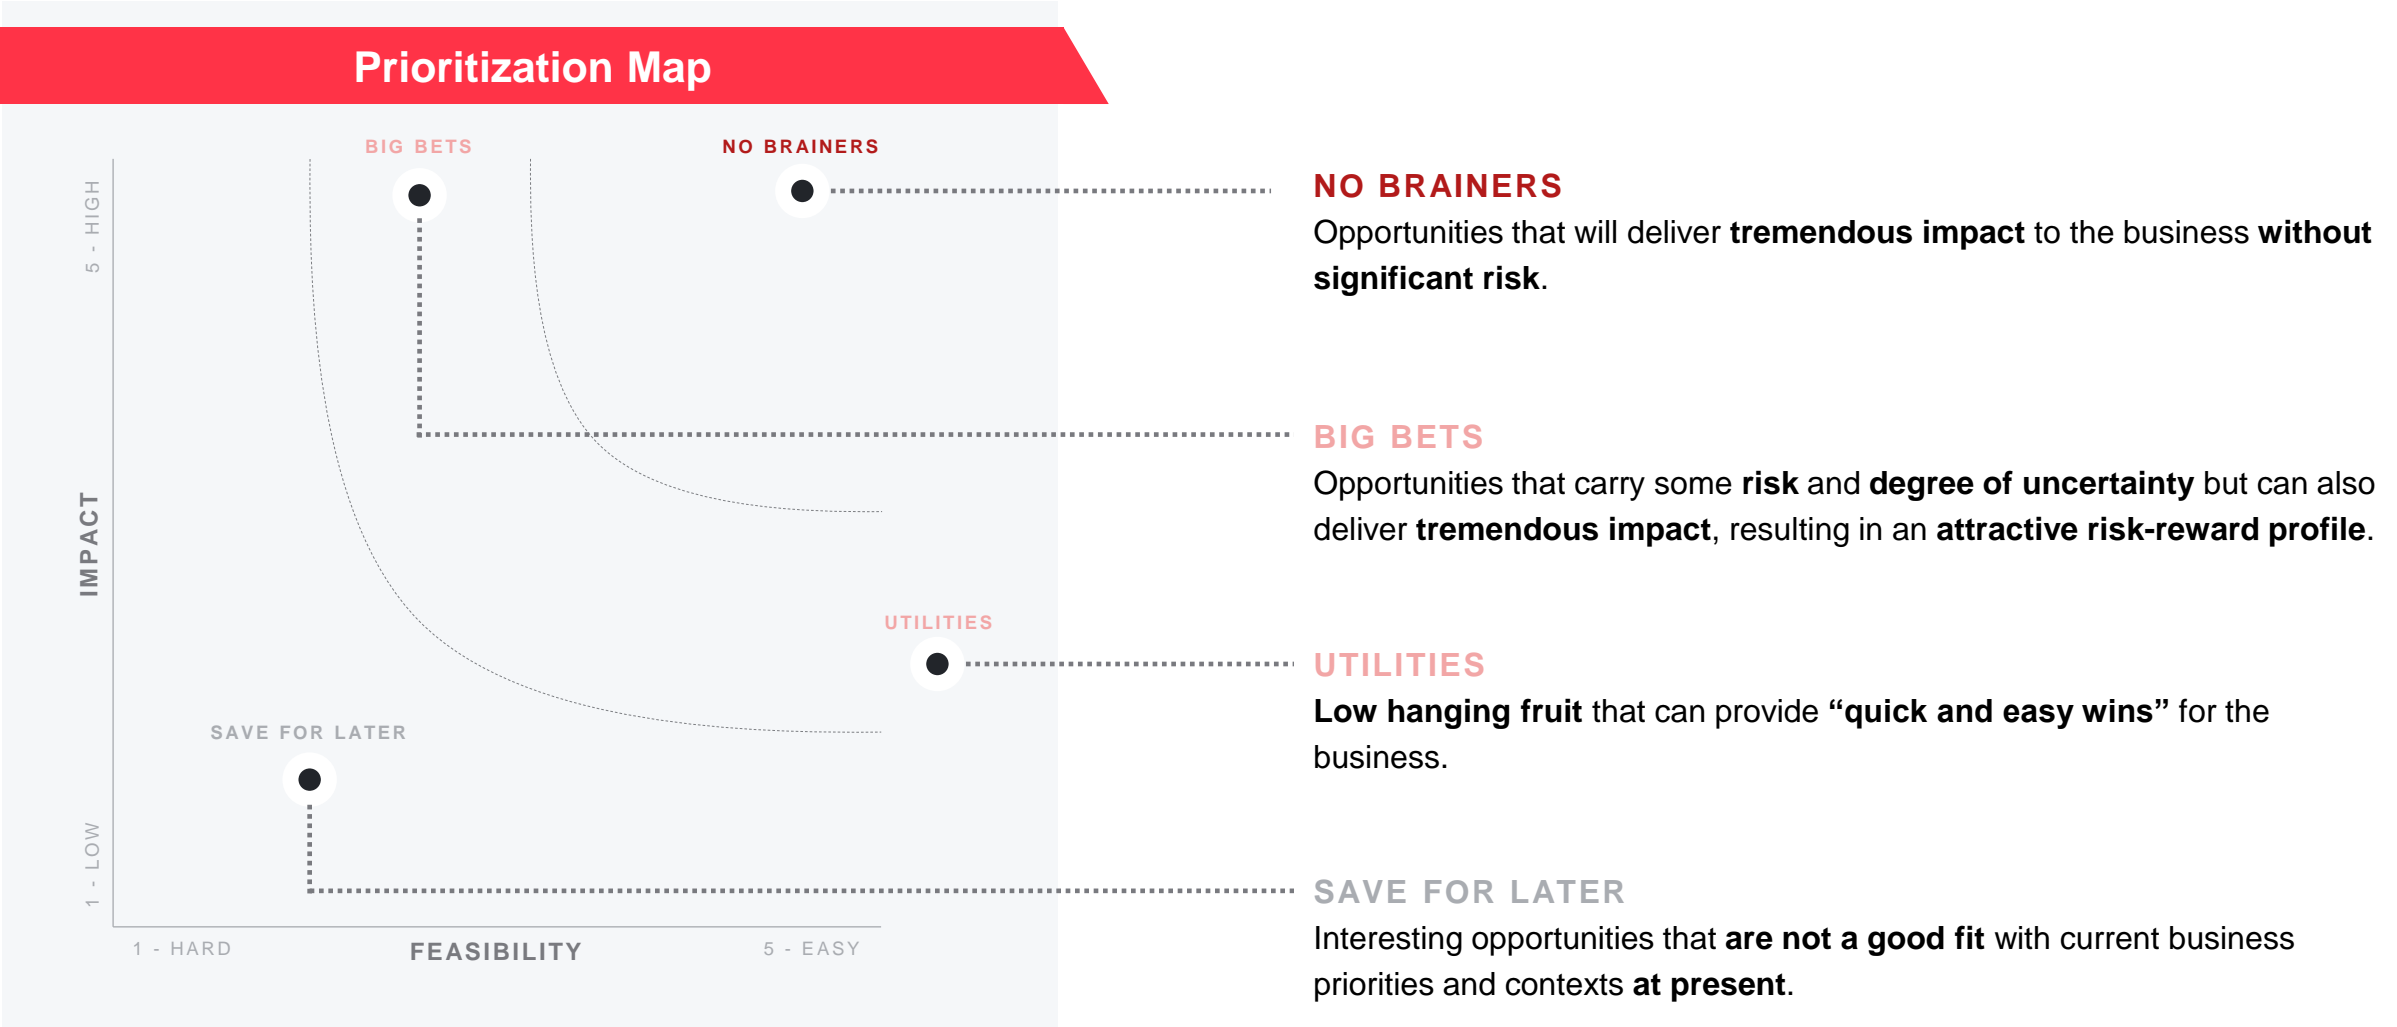 Prioritization Map
BIG BETS
NO BRAINERS
5 - HIGH
IMPACT
1 - LOW
UTILITIES
SAVE FOR LATER
1 - HARD
FEASIBILITY
5 - EASY
NO BRAINERS
Opportunities that will deliver tremendous impact to the business without
significant risk.
BIG BETS
Opportunities that carry some risk and degree of uncertainty but can also
deliver tremendous impact, resulting in an attractive risk-reward profile.
UTILITIES
Low hanging fruit that can provide “quick and easy wins” for the
business.
SAVE FOR LATER
Interesting opportunities that are not a good fit with current business
priorities and contexts at present.